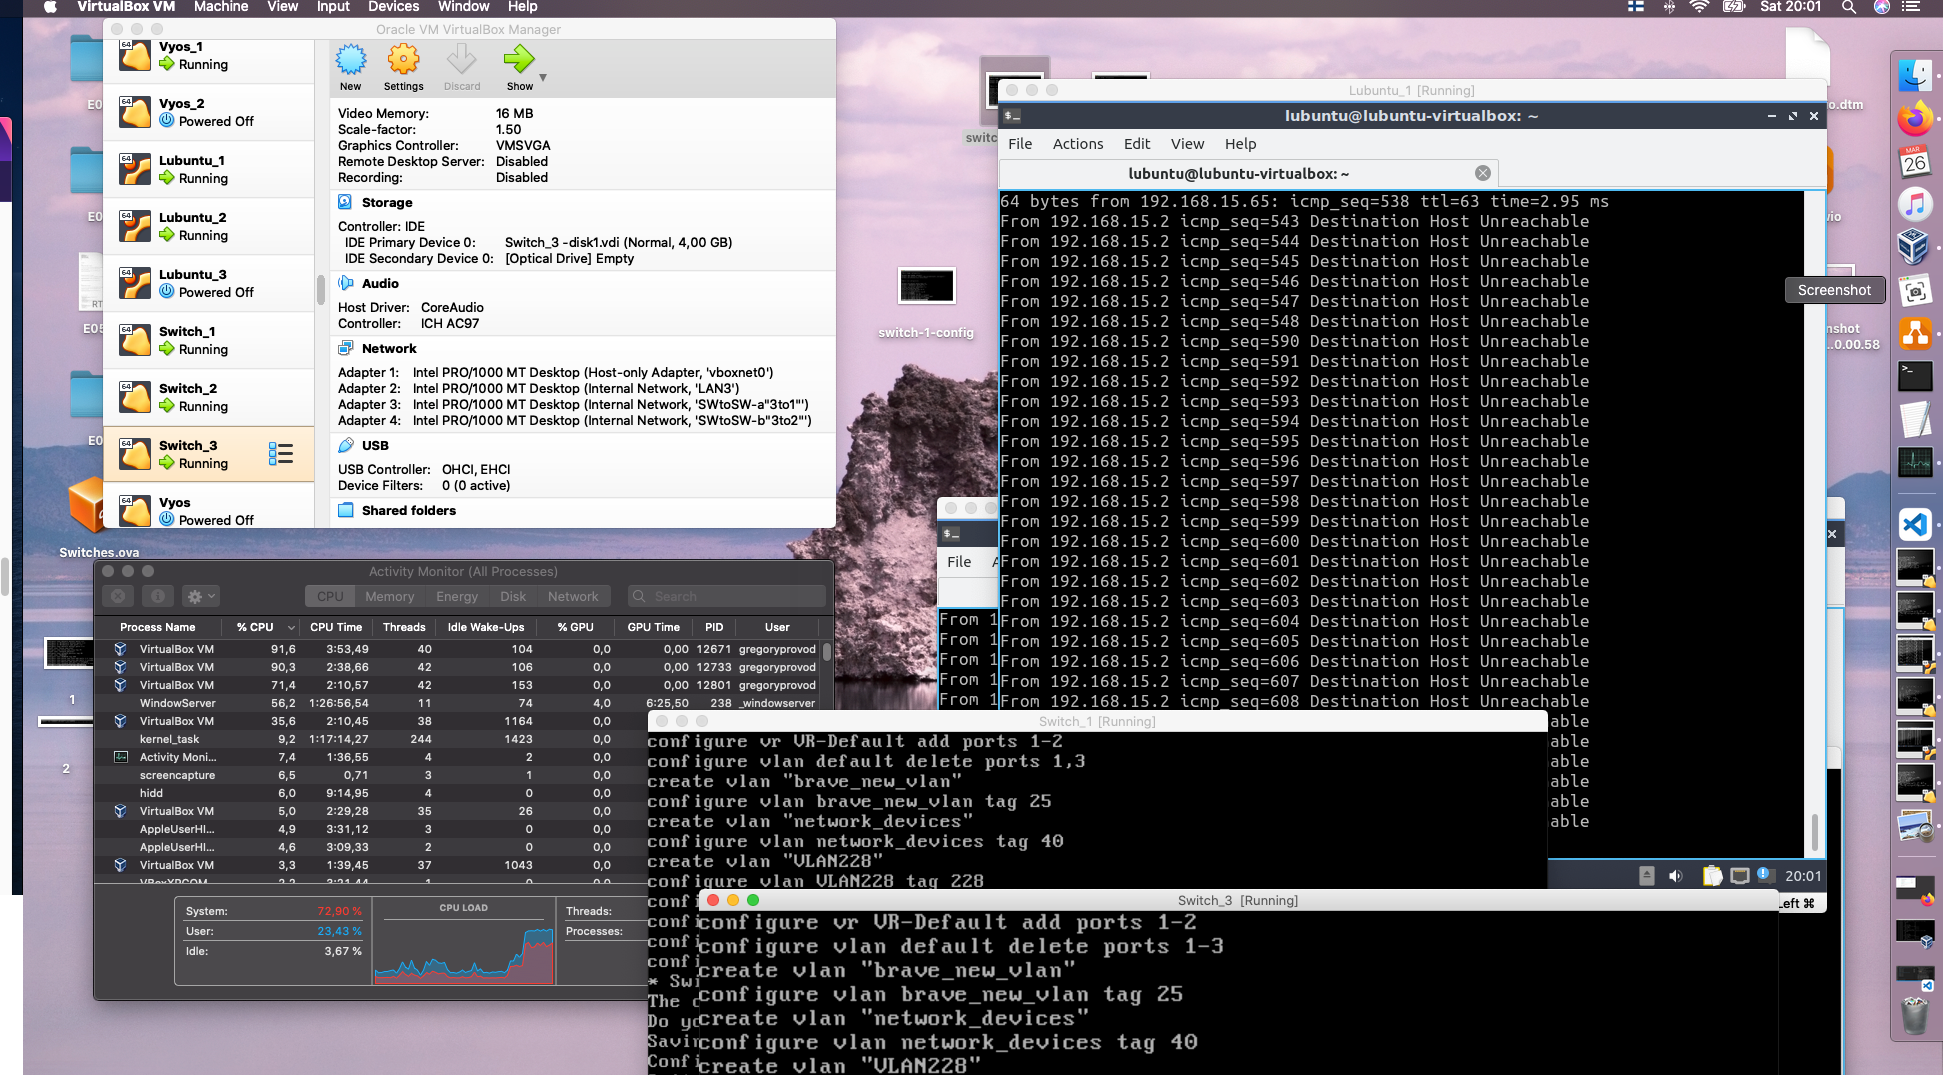 VirtualBox VM Machine View Input Devices Window Help
Sat 20:01
Oracle VM VirtualBox Manager
Vyos_1
Running
Vyos_2
Powered Off
Lubuntu_1
Running
Lubuntu_2
Running
Lubuntu_3
Powered Off
Switch_1
Running
Switch_2
Running
Switch_3
Running
Vyos
Powered Off
New Settings Discard Show
Video Memory: 16 MB
Scale-factor: 1.50
Graphics Controller: VMSVGA
Remote Desktop Server: Disabled
Recording: Disabled
Storage
Controller: IDE
IDE Primary Device 0: Switch_3 -disk1.vdi (Normal, 4,00 GB)
IDE Secondary Device 0: [Optical Drive] Empty
Audio
Host Driver: CoreAudio
Controller: ICH AC97
Network
Adapter 1: Intel PRO/1000 MT Desktop (Host-only Adapter, 'vboxnet0')
Adapter 2: Intel PRO/1000 MT Desktop (Internal Network, 'LAN3')
Adapter 3: Intel PRO/1000 MT Desktop (Internal Network, 'SWtoSW-a"3to1"')
Adapter 4: Intel PRO/1000 MT Desktop (Internal Network, 'SWtoSW-b"3to2"')
USB
USB Controller: OHCI, EHCI
Device Filters: 0 (0 active)
Shared folders
Switches.ova
switch-1-config
1
2
Screenshot
MAR
26
Lubuntu_1 [Running]
lubuntu@lubuntu-virtualbox: ~
File Actions Edit View Help
lubuntu@lubuntu-virtualbox: ~
64 bytes from 192.168.15.65: icmp_seq=538 ttl=63 time=2.95 ms
From 192.168.15.2 icmp_seq=543 Destination Host Unreachable
From 192.168.15.2 icmp_seq=544 Destination Host Unreachable
From 192.168.15.2 icmp_seq=545 Destination Host Unreachable
From 192.168.15.2 icmp_seq=546 Destination Host Unreachable
From 192.168.15.2 icmp_seq=547 Destination Host Unreachable
From 192.168.15.2 icmp_seq=548 Destination Host Unreachable
From 192.168.15.2 icmp_seq=590 Destination Host Unreachable
From 192.168.15.2 icmp_seq=591 Destination Host Unreachable
From 192.168.15.2 icmp_seq=592 Destination Host Unreachable
From 192.168.15.2 icmp_seq=593 Destination Host Unreachable
From 192.168.15.2 icmp_seq=594 Destination Host Unreachable
From 192.168.15.2 icmp_seq=595 Destination Host Unreachable
From 192.168.15.2 icmp_seq=596 Destination Host Unreachable
From 192.168.15.2 icmp_seq=597 Destination Host Unreachable
From 192.168.15.2 icmp_seq=598 Destination Host Unreachable
From 192.168.15.2 icmp_seq=599 Destination Host Unreachable
From 192.168.15.2 icmp_seq=600 Destination Host Unreachable
From 192.168.15.2 icmp_seq=601 Destination Host Unreachable
From 192.168.15.2 icmp_seq=602 Destination Host Unreachable
From 192.168.15.2 icmp_seq=603 Destination Host Unreachable
From 192.168.15.2 icmp_seq=604 Destination Host Unreachable
From 192.168.15.2 icmp_seq=605 Destination Host Unreachable
From 192.168.15.2 icmp_seq=606 Destination Host Unreachable
From 192.168.15.2 icmp_seq=607 Destination Host Unreachable
From 192.168.15.2 icmp_seq=608 Destination Host Unreachable
able
able
able
able
able
able
20:01
Left ⌘
File
From 1
From 1
From 1
From 1
From 1
Activity Monitor (All Processes)
CPU Memory Energy Disk Network Search
Process Name % CPU CPU Time Threads Idle Wake-Ups % GPU GPU Time PID User
VirtualBox VM 91,6 3:53,49 40 104 0,0 0,00 12671 gregoryprovod
VirtualBox VM 90,3 2:38,66 42 106 0,0 0,00 12733 gregoryprovod
VirtualBox VM 71,4 2:10,57 42 153 0,0 0,00 12801 gregoryprovod
WindowServer 56,2 1:26:56,54 11 74 4,0 6:25,50 238 _windowserver
VirtualBox VM 35,6 2:10,45 38 1164 0,0
kernel_task 9,2 1:17:14,27 244 1423 0,0
Activity Moni... 7,4 1:36,55 4 2 0,0
screencapture 6,5 0,71 3 1 0,0
hidd 6,0 9:14,95 4 0 0,0
VirtualBox VM 5,0 2:29,28 35 26 0,0
AppleUserHI... 4,9 3:31,12 3 0 0,0
AppleUserHI... 4,6 3:09,33 2 0 0,0
VirtualBox VM 3,3 1:39,45 37 1043 0,0
System: 72,90 %
User: 23,43 %
Idle: 3,67 %
CPU LOAD
Threads:
Processes:
Switch_1 [Running]
configure vr VR-Default add ports 1-2
configure vlan default delete ports 1,3
create vlan "brave_new_vlan"
configure vlan brave_new_vlan tag 25
create vlan "network_devices"
configure vlan network_devices tag 40
create vlan "VLAN228"
configure vlan VLAN228 tag 228
Switch_3 [Running]
configure vr VR-Default add ports 1-2
configure vlan default delete ports 1-3
create vlan "brave_new_vlan"
configure vlan brave_new_vlan tag 25
create vlan "network_devices"
configure vlan network_devices tag 40
create vlan "VLAN228"